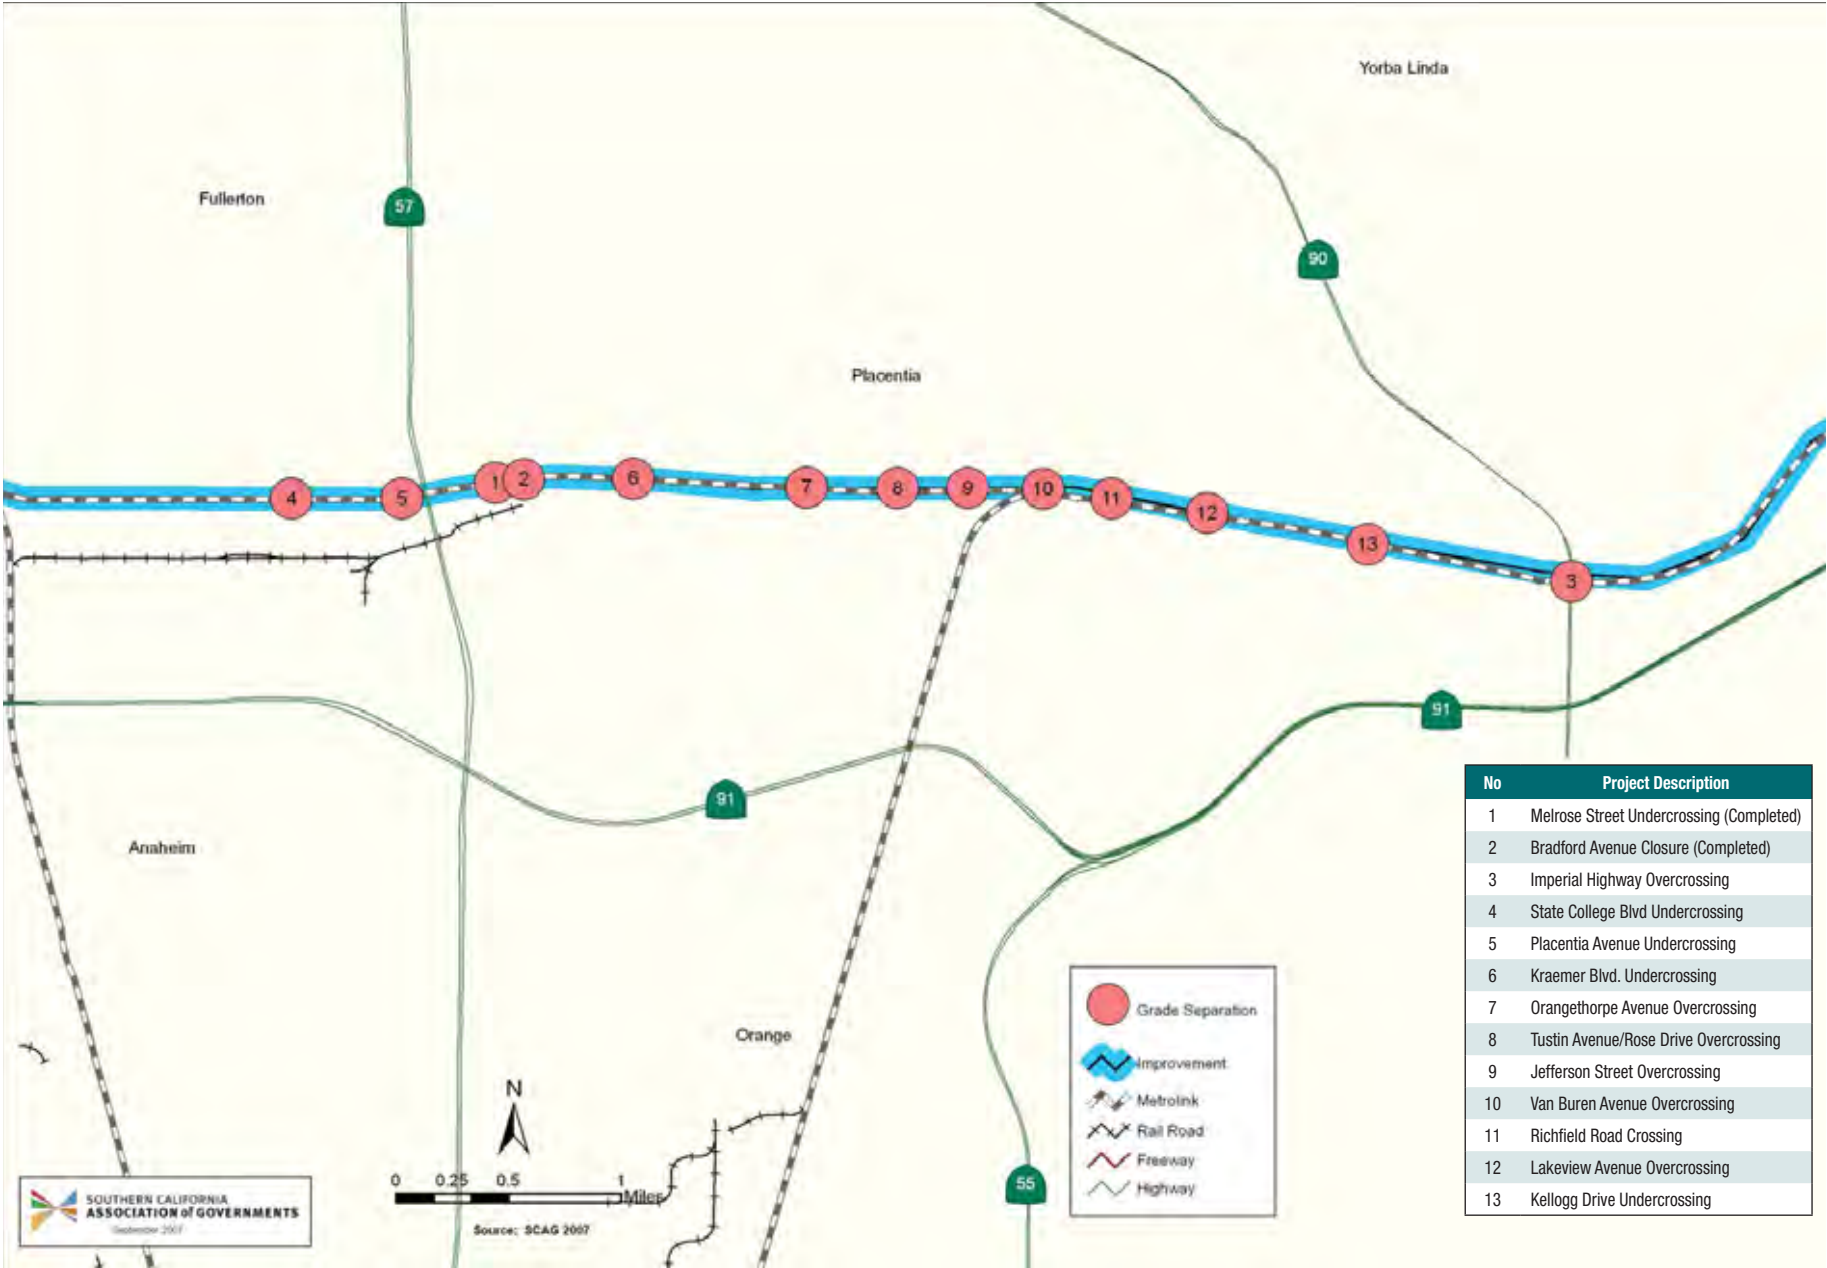 Yorba Linda
Fullerton
57
90
Placentia
4
5
1
2
6
7
8
9
10
11
12
13
3
91
91
Anaheim
Orange
55
N
0 0.25 0.5 1
Miles
Source: SCAG 2007
SOUTHERN CALIFORNIA
ASSOCIATION of GOVERNMENTS
September 2007
Grade Separation
Improvement
Metrolink
Rail Road
Freeway
Highway
No Project Description
1 Melrose Street Undercrossing (Completed)
2 Bradford Avenue Closure (Completed)
3 Imperial Highway Overcrossing
4 State College Blvd Undercrossing
5 Placentia Avenue Undercrossing
6 Kraemer Blvd. Undercrossing
7 Orangethorpe Avenue Overcrossing
8 Tustin Avenue/Rose Drive Overcrossing
9 Jefferson Street Overcrossing
10 Van Buren Avenue Overcrossing
11 Richfield Road Crossing
12 Lakeview Avenue Overcrossing
13 Kellogg Drive Undercrossing